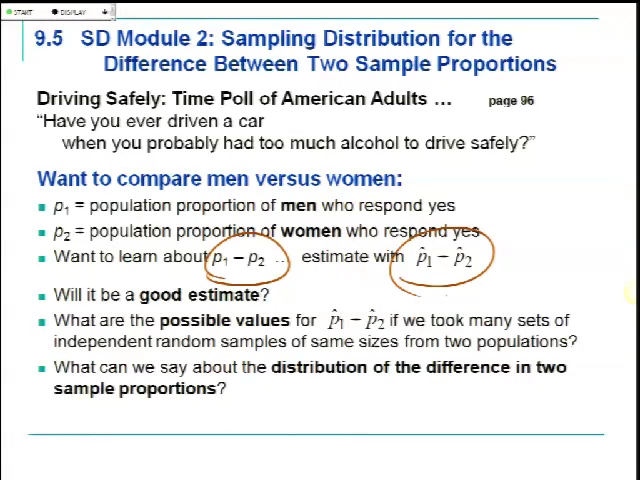 START DISPLAY
9.5 SD Module 2: Sampling Distribution for the
Difference Between Two Sample Proportions
Driving Safely: Time Poll of American Adults … page 96
“Have you ever driven a car
when you probably had too much alcohol to drive safely?”
Want to compare men versus women:
▪ p₁ = population proportion of men who respond yes
▪ p₂ = population proportion of women who respond yes
▪ Want to learn about p₁ – p₂ … estimate with p̂₁ − p̂₂
▪ Will it be a good estimate?
▪ What are the possible values for p̂₁ − p̂₂ if we took many sets of
independent random samples of same sizes from two populations?
▪ What can we say about the distribution of the difference in two
sample proportions?